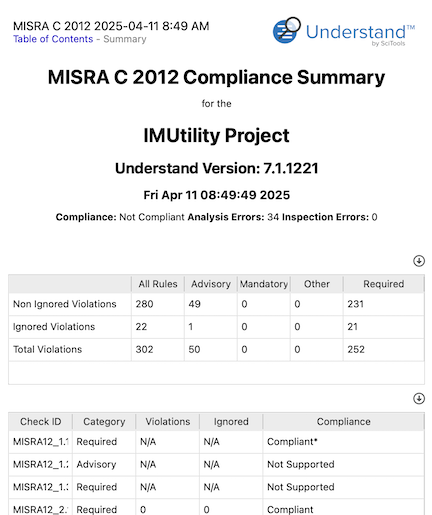 MISRA C 2012 2025-04-11 8:49 AM
Table of Contents - Summary
Understand™
by SciTools
MISRA C 2012 Compliance Summary
for the
IMUtility Project
Understand Version: 7.1.1221
Fri Apr 11 08:49:49 2025
Compliance: Not Compliant Analysis Errors: 34 Inspection Errors: 0
All Rules Advisory Mandatory Other Required
Non Ignored Violations 280 49 0 0 231
Ignored Violations 22 1 0 0 21
Total Violations 302 50 0 0 252
Check ID Category Violations Ignored Compliance
MISRA12_1.1 Required N/A N/A Compliant*
MISRA12_1. Advisory N/A N/A Not Supported
MISRA12_1. Required N/A N/A Not Supported
MISRA12_2. Required 0 0 Compliant